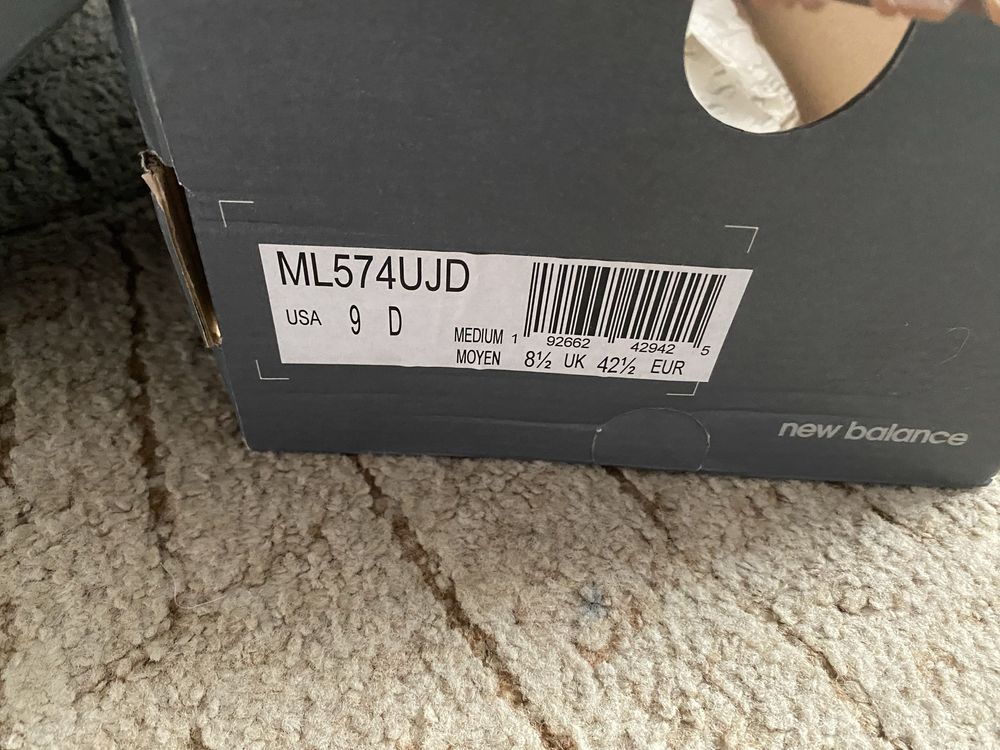 ML574UJD
USA 9 D
MEDIUM
MOYEN
1 92662 42942 5
8½ UK 42½ EUR
new balance